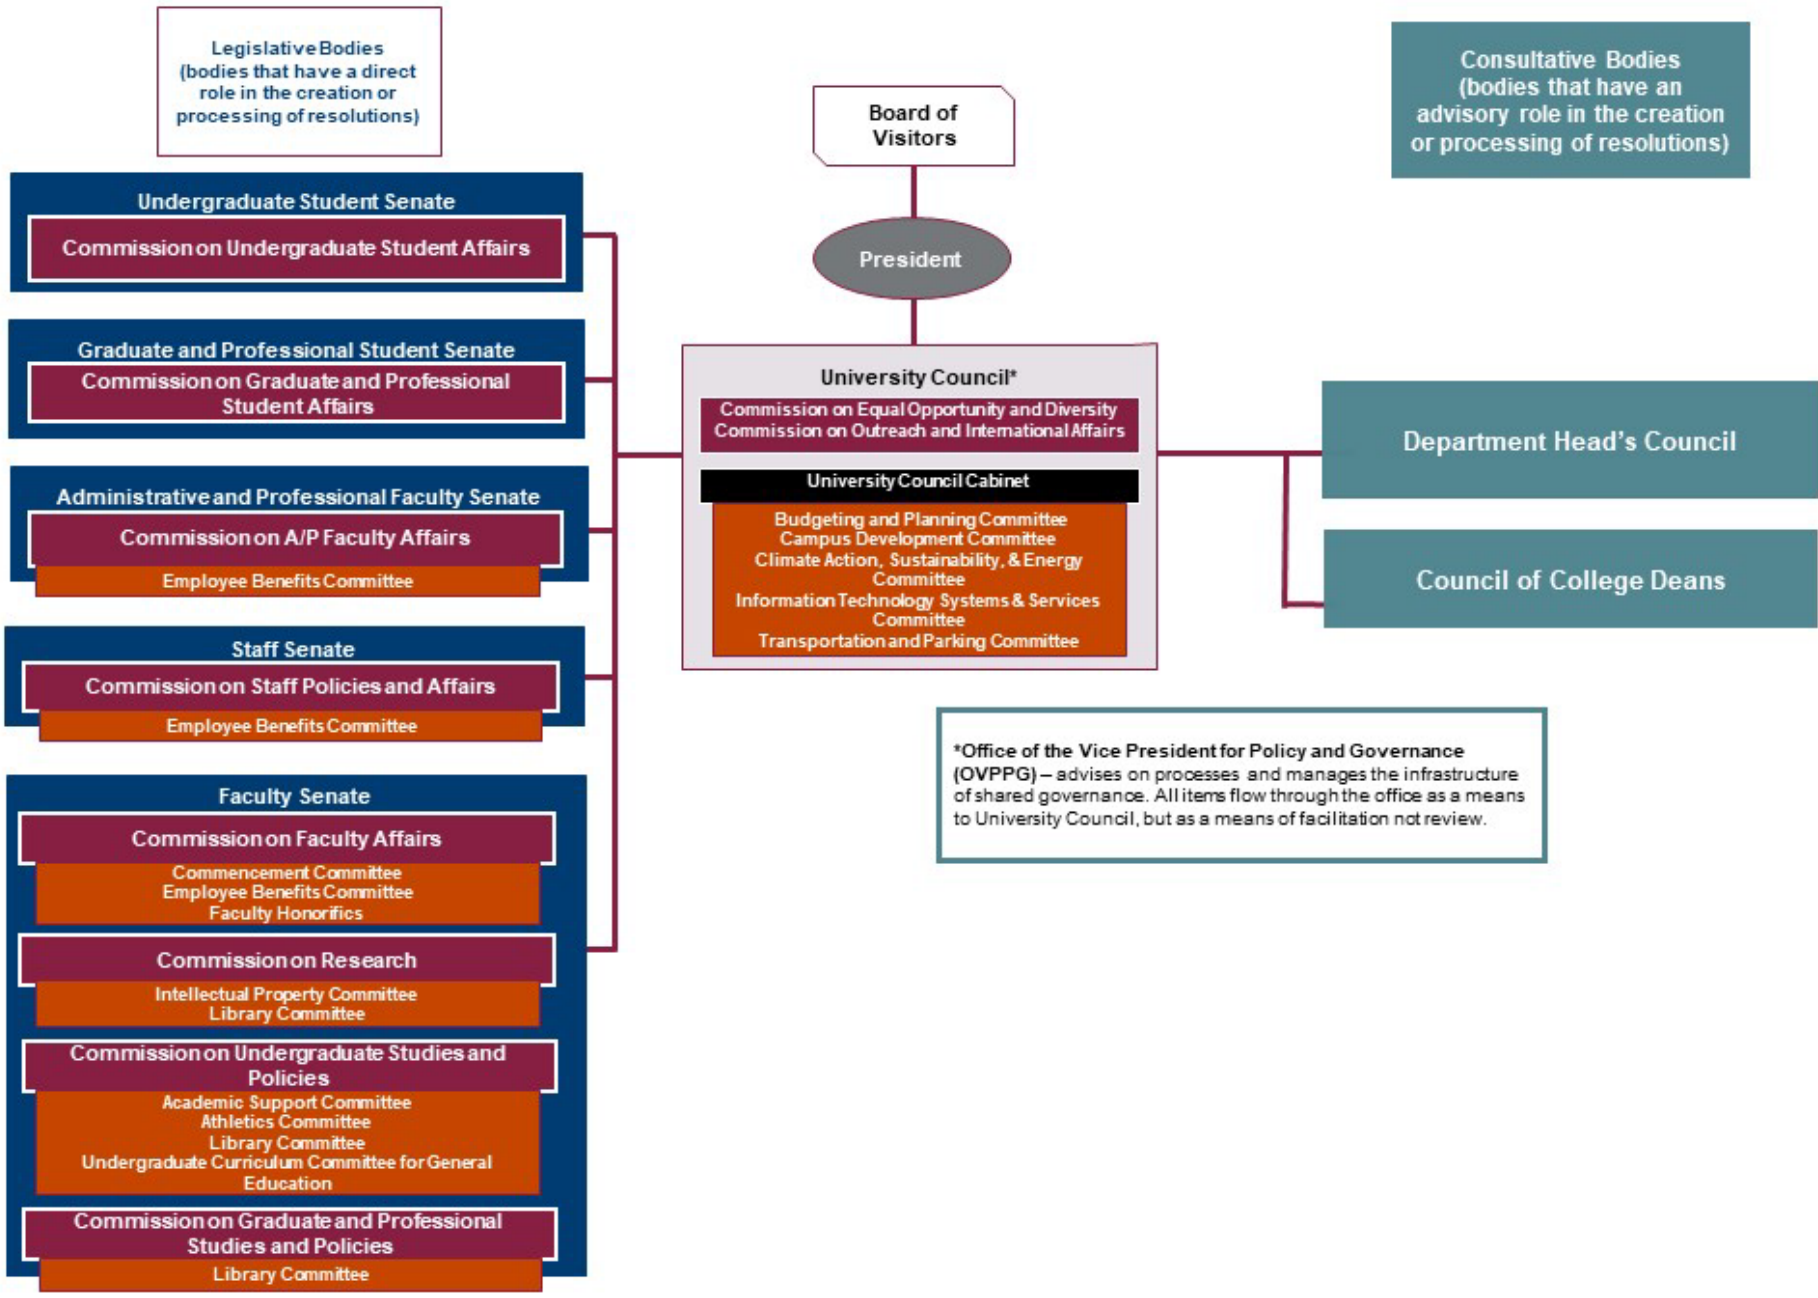 Legislative Bodies
(bodies that have a direct
role in the creation or
processing of resolutions)
Board of
Visitors
Consultative Bodies
(bodies that have an
advisory role in the creation
or processing of resolutions)
President
Undergraduate Student Senate
Commission on Undergraduate Student Affairs
Graduate and Professional Student Senate
Commission on Graduate and Professional
Student Affairs
Administrative and Professional Faculty Senate
Commission on A/P Faculty Affairs
Employee Benefits Committee
Staff Senate
Commission on Staff Policies and Affairs
Employee Benefits Committee
Faculty Senate
Commission on Faculty Affairs
Commencement Committee
Employee Benefits Committee
Faculty Honorifics
Commission on Research
Intellectual Property Committee
Library Committee
Commission on Undergraduate Studies and
Policies
Academic Support Committee
Athletics Committee
Library Committee
Undergraduate Curriculum Committee for General
Education
Commission on Graduate and Professional
Studies and Policies
Library Committee
University Council*
Commission on Equal Opportunity and Diversity
Commission on Outreach and International Affairs
University Council Cabinet
Budgeting and Planning Committee
Campus Development Committee
Climate Action, Sustainability, & Energy
Committee
Information Technology Systems & Services
Committee
Transportation and Parking Committee
Department Head's Council
Council of College Deans
*Office of the Vice President for Policy and Governance
(OVPPG) – advises on processes and manages the infrastructure
of shared governance. All items flow through the office as a means
to University Council, but as a means of facilitation not review.